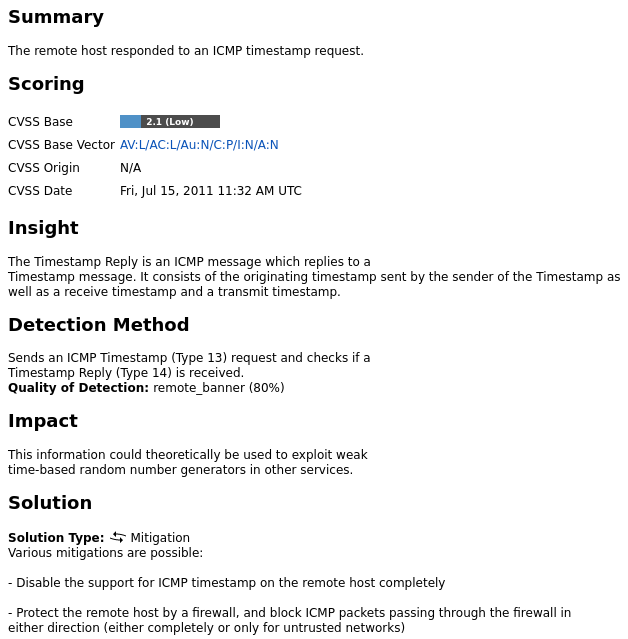 Summary
The remote host responded to an ICMP timestamp request.
Scoring
CVSS Base 2.1 (Low)
CVSS Base Vector AV:L/AC:L/Au:N/C:P/I:N/A:N
CVSS Origin N/A
CVSS Date Fri, Jul 15, 2011 11:32 AM UTC
Insight
The Timestamp Reply is an ICMP message which replies to a
Timestamp message. It consists of the originating timestamp sent by the sender of the Timestamp as
well as a receive timestamp and a transmit timestamp.
Detection Method
Sends an ICMP Timestamp (Type 13) request and checks if a
Timestamp Reply (Type 14) is received.
Quality of Detection: remote_banner (80%)
Impact
This information could theoretically be used to exploit weak
time-based random number generators in other services.
Solution
Solution Type: Mitigation
Various mitigations are possible:
- Disable the support for ICMP timestamp on the remote host completely
- Protect the remote host by a firewall, and block ICMP packets passing through the firewall in
either direction (either completely or only for untrusted networks)